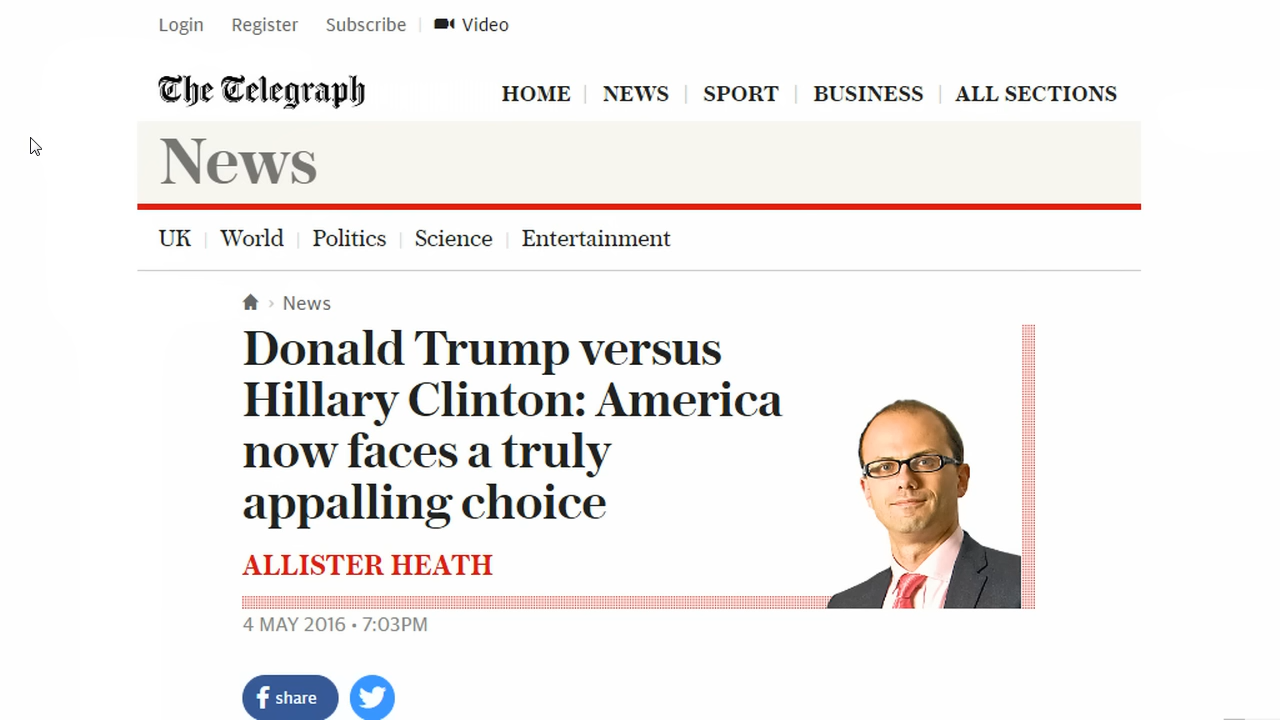 Login Register Subscribe Video
The Telegraph HOME NEWS SPORT BUSINESS ALL SECTIONS
News
UK World Politics Science Entertainment
News
Donald Trump versus
Hillary Clinton: America
now faces a truly
appalling choice
ALLISTER HEATH
4 MAY 2016 • 7:03PM
share